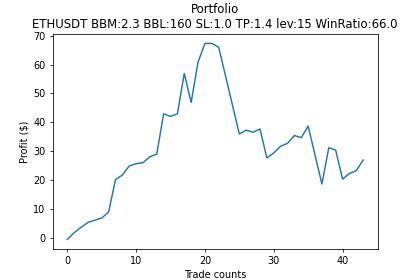 Portfolio
ETHUSDT BBM:2.3 BBL:160 SL:1.0 TP:1.4 lev:15 WinRatio:66.0
70
60
50
40
30
20
10
0
Profit ($)
0 10 20 30 40
Trade counts